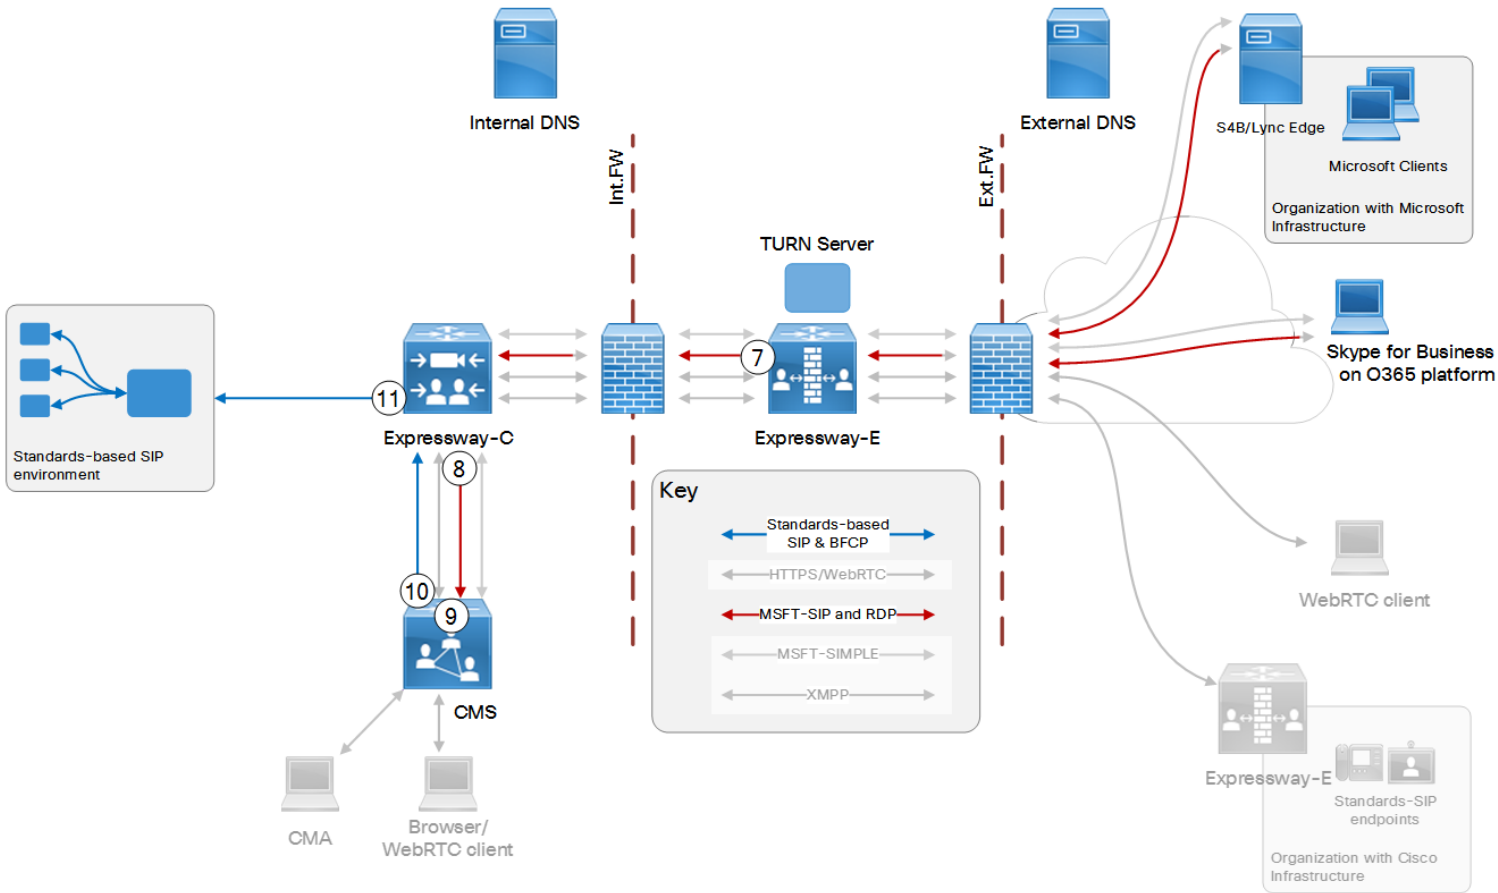 Internal DNS
External DNS
S4B/Lync Edge
Microsoft Clients
Organization with Microsoft
Infrastructure
Int.FW
Ext.FW
TURN Server
Skype for Business
on O365 platform
7
11
Expressway-C
Expressway-E
Standards-based SIP
environment
8
10
9
CMS
Key
Standards-based
SIP & BFCP
HTTPS/WebRTC
MSFT-SIP and RDP
MSFT-SIMPLE
XMPP
WebRTC client
Expressway-E
Standards-SIP
endpoints
Organization with Cisco
Infrastructure
CMA
Browser/
WebRTC client